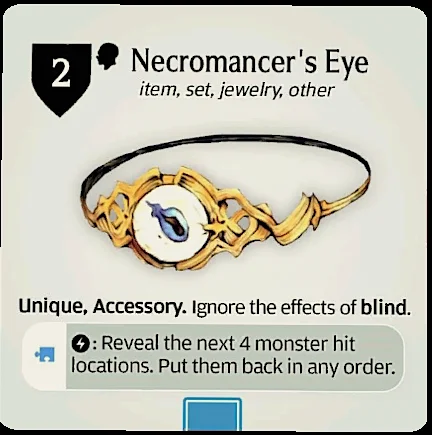 2
Necromancer's Eye
item, set, jewelry, other
Unique, Accessory. Ignore the effects of blind.
: Reveal the next 4 monster hit
locations. Put them back in any order.